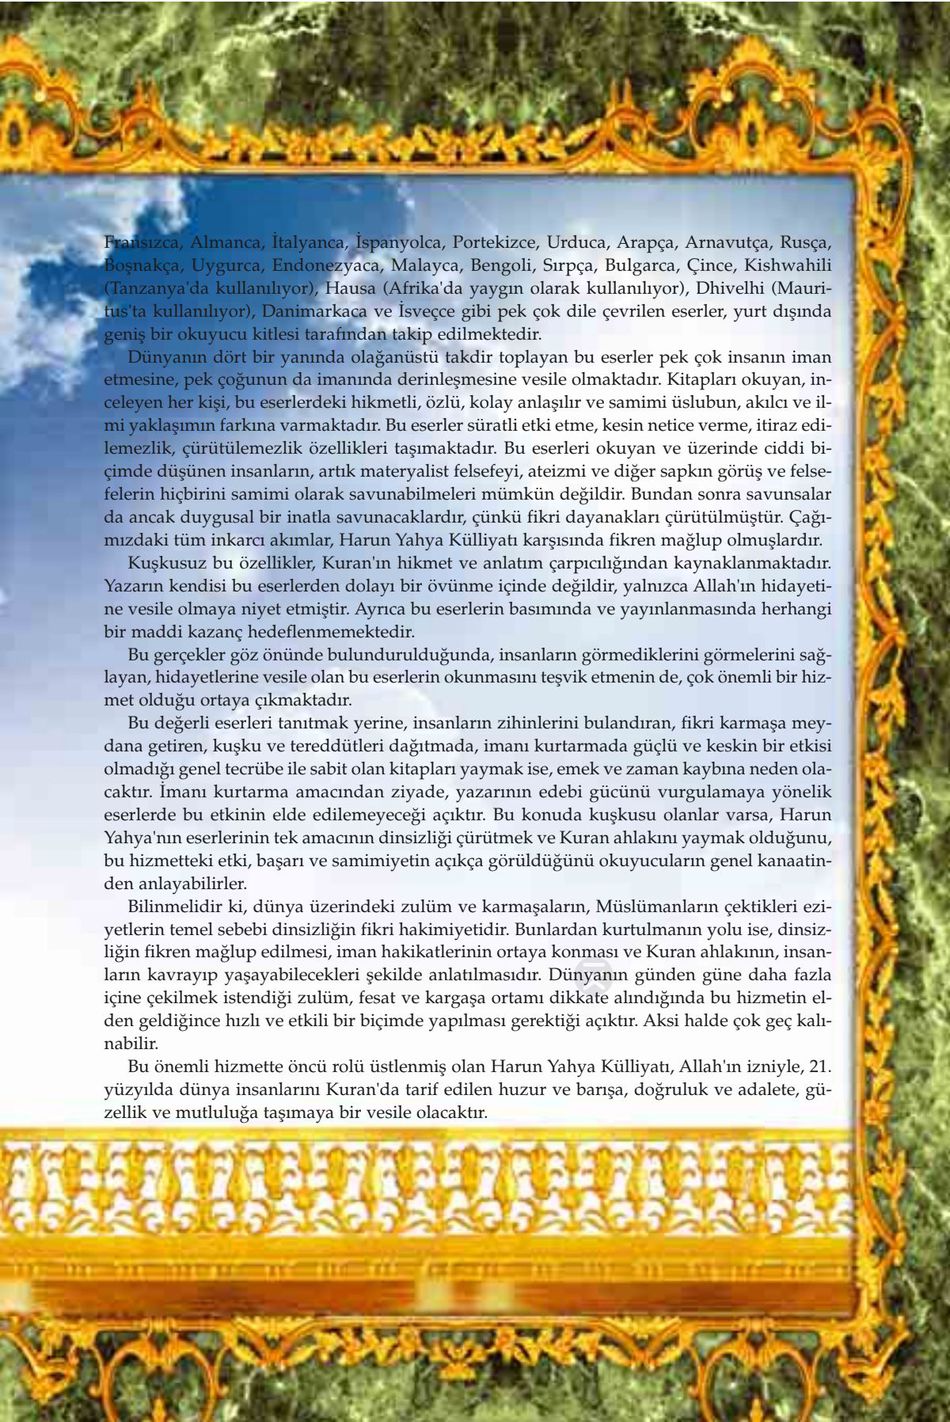 Fransızca, Almanca, İtalyanca, İspanyolca, Portekizce, Urduca, Arapça, Arnavutça, Rusça,
Boşnakça, Uygurca, Endonezyaca, Malayca, Bengoli, Sırpça, Bulgarca, Çince, Kishwahili
(Tanzanya'da kullanılıyor), Hausa (Afrika'da yaygın olarak kullanılıyor), Dhivelhi (Mauri-
tus'ta kullanılıyor), Danimarkaca ve İsveçce gibi pek çok dile çevrilen eserler, yurt dışında
geniş bir okuyucu kitlesi tarafından takip edilmektedir.
Dünyanın dört bir yanında olağanüstü takdir toplayan bu eserler pek çok insanın iman
etmesine, pek çoğunun da imanında derinleşmesine vesile olmaktadır. Kitapları okuyan, in-
celeyen her kişi, bu eserlerdeki hikmetli, özlü, kolay anlaşılır ve samimi üslubun, akılcı ve il-
mi yaklaşımın farkına varmaktadır. Bu eserler süratli etki etme, kesin netice verme, itiraz edi-
lemezlik, çürütülemezlik özellikleri taşımaktadır. Bu eserleri okuyan ve üzerinde ciddi bi-
çimde düşünen insanların, artık materyalist felsefeyi, ateizmi ve diğer sapkın görüş ve felse-
felerin hiçbirini samimi olarak savunabilmeleri mümkün değildir. Bundan sonra savunsalar
da ancak duygusal bir inatla savunacaklardır, çünkü fikri dayanakları çürütülmüştür. Çağı-
mızdaki tüm inkarcı akımlar, Harun Yahya Külliyatı karşısında fikren mağlup olmuşlardır.
Kuşkusuz bu özellikler, Kuran'ın hikmet ve anlatım çarpıcılığından kaynaklanmaktadır.
Yazarın kendisi bu eserlerden dolayı bir övünme içinde değildir, yalnızca Allah'ın hidayeti-
ne vesile olmaya niyet etmiştir. Ayrıca bu eserlerin basımında ve yayınlanmasında herhangi
bir maddi kazanç hedeflenmemektedir.
Bu gerçekler göz önünde bulundurulduğunda, insanların görmediklerini görmelerini sağ-
layan, hidayetlerine vesile olan bu eserlerin okunmasını teşvik etmenin de, çok önemli bir hiz-
met olduğu ortaya çıkmaktadır.
Bu değerli eserleri tanıtmak yerine, insanların zihinlerini bulandıran, fikri karmaşa mey-
dana getiren, kuşku ve tereddütleri dağıtmada, imanı kurtarmada güçlü ve keskin bir etkisi
olmadığı genel tecrübe ile sabit olan kitapları yaymak ise, emek ve zaman kaybına neden ola-
caktır. İmanı kurtarma amacından ziyade, yazarının edebi gücünü vurgulamaya yönelik
eserlerde bu etkinin elde edilemeyeceği açıktır. Bu konuda kuşkusu olanlar varsa, Harun
Yahya'nın eserlerinin tek amacının dinsizliği çürütmek ve Kuran ahlakını yaymak olduğunu,
bu hizmetteki etki, başarı ve samimiyetin açıkça görüldüğünü okuyucuların genel kanaatin-
den anlayabilirler.
Bilinmelidir ki, dünya üzerindeki zulüm ve karmaşaların, Müslümanların çektikleri ezi-
yetlerin temel sebebi dinsizliğin fikri hakimiyetidir. Bunlardan kurtulmanın yolu ise, dinsiz-
liğin fikren mağlup edilmesi, iman hakikatlerinin ortaya konması ve Kuran ahlakının, insan-
ların kavrayıp yaşayabilecekleri şekilde anlatılmasıdır. Dünyanın günden güne daha fazla
içine çekilmek istendiği zulüm, fesat ve kargaşa ortamı dikkate alındığında bu hizmetin el-
den geldiğince hızlı ve etkili bir biçimde yapılması gerektiği açıktır. Aksi halde çok geç kalı-
nabilir.
Bu önemli hizmette öncü rolü üstlenmiş olan Harun Yahya Külliyatı, Allah'ın izniyle, 21.
yüzyılda dünya insanlarını Kuran'da tarif edilen huzur ve barışa, doğruluk ve adalete, gü-
zellik ve mutluluğa taşımaya bir vesile olacaktır.